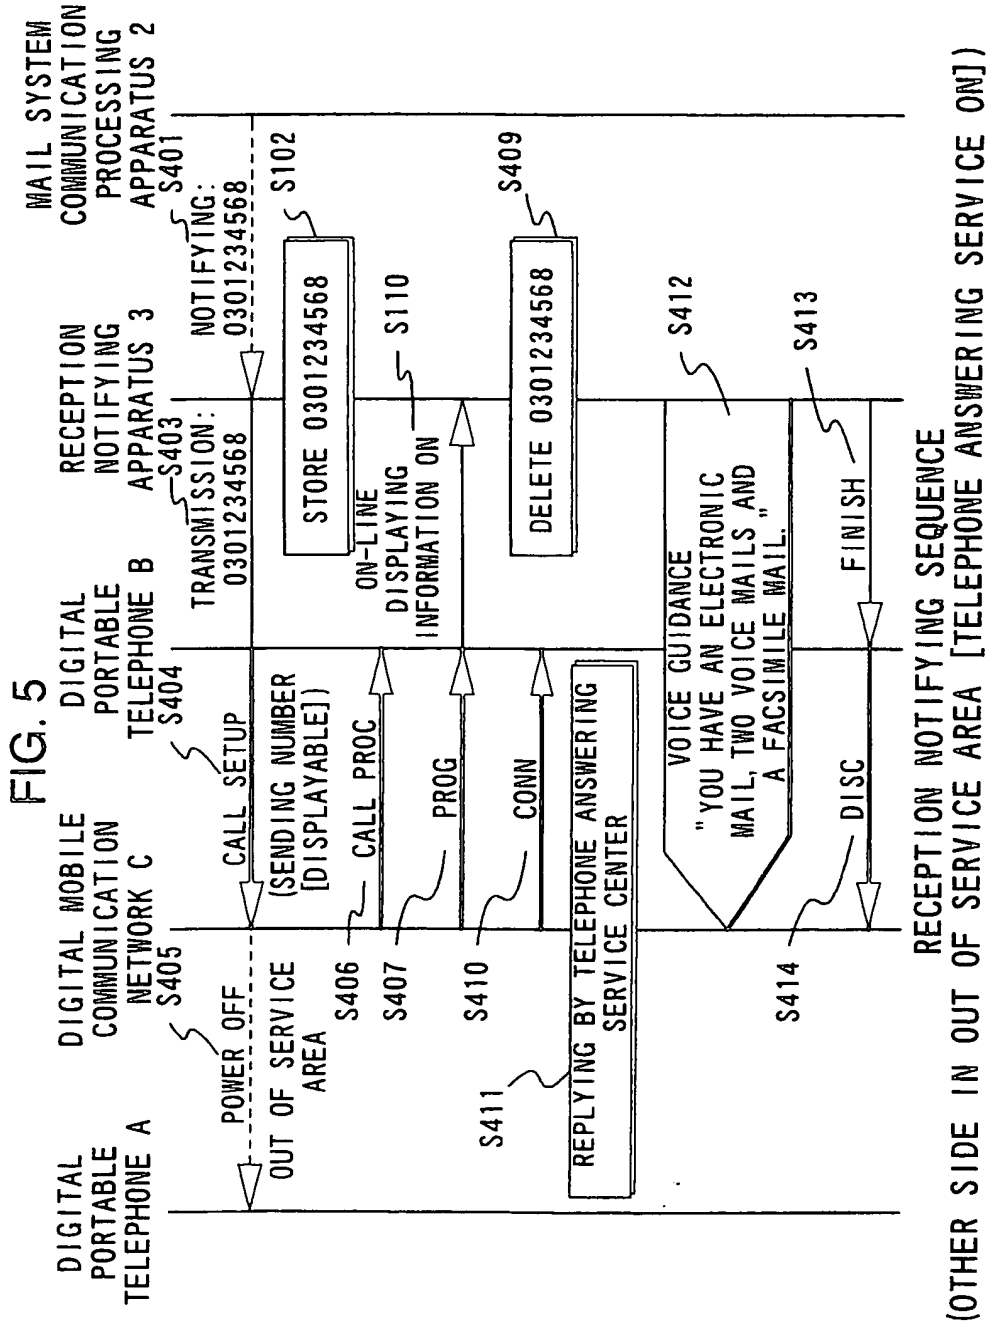 FIG. 5
DIGITAL
PORTABLE
TELEPHONE A
DIGITAL MOBILE
COMMUNICATION
NETWORK C
DIGITAL
PORTABLE
TELEPHONE B
RECEPTION
NOTIFYING
APPARATUS 3
MAIL SYSTEM
COMMUNICATION
PROCESSING
APPARATUS 2
S405
S404
S403
S401
POWER OFF
CALL SETUP
TRANSMISSION:
0301234568
NOTIFYING:
0301234568
OUT OF SERVICE
AREA
(SENDING NUMBER
[DISPLAYABLE])
STORE 0301234568
S102
S406
CALL PROC
ON-LINE
DISPLAYING
INFORMATION ON
S110
S407
PROG
S410
CONN
DELETE 0301234568
S409
S411
REPLYING BY TELEPHONE ANSWERING
SERVICE CENTER
VOICE GUIDANCE
"YOU HAVE AN ELECTRONIC
MAIL, TWO VOICE MAILS AND
A FACSIMILE MAIL."
S412
S414
DISC
FINISH
S413
RECEPTION NOTIFYING SEQUENCE
(OTHER SIDE IN OUT OF SERVICE AREA [TELEPHONE ANSWERING SERVICE ON])